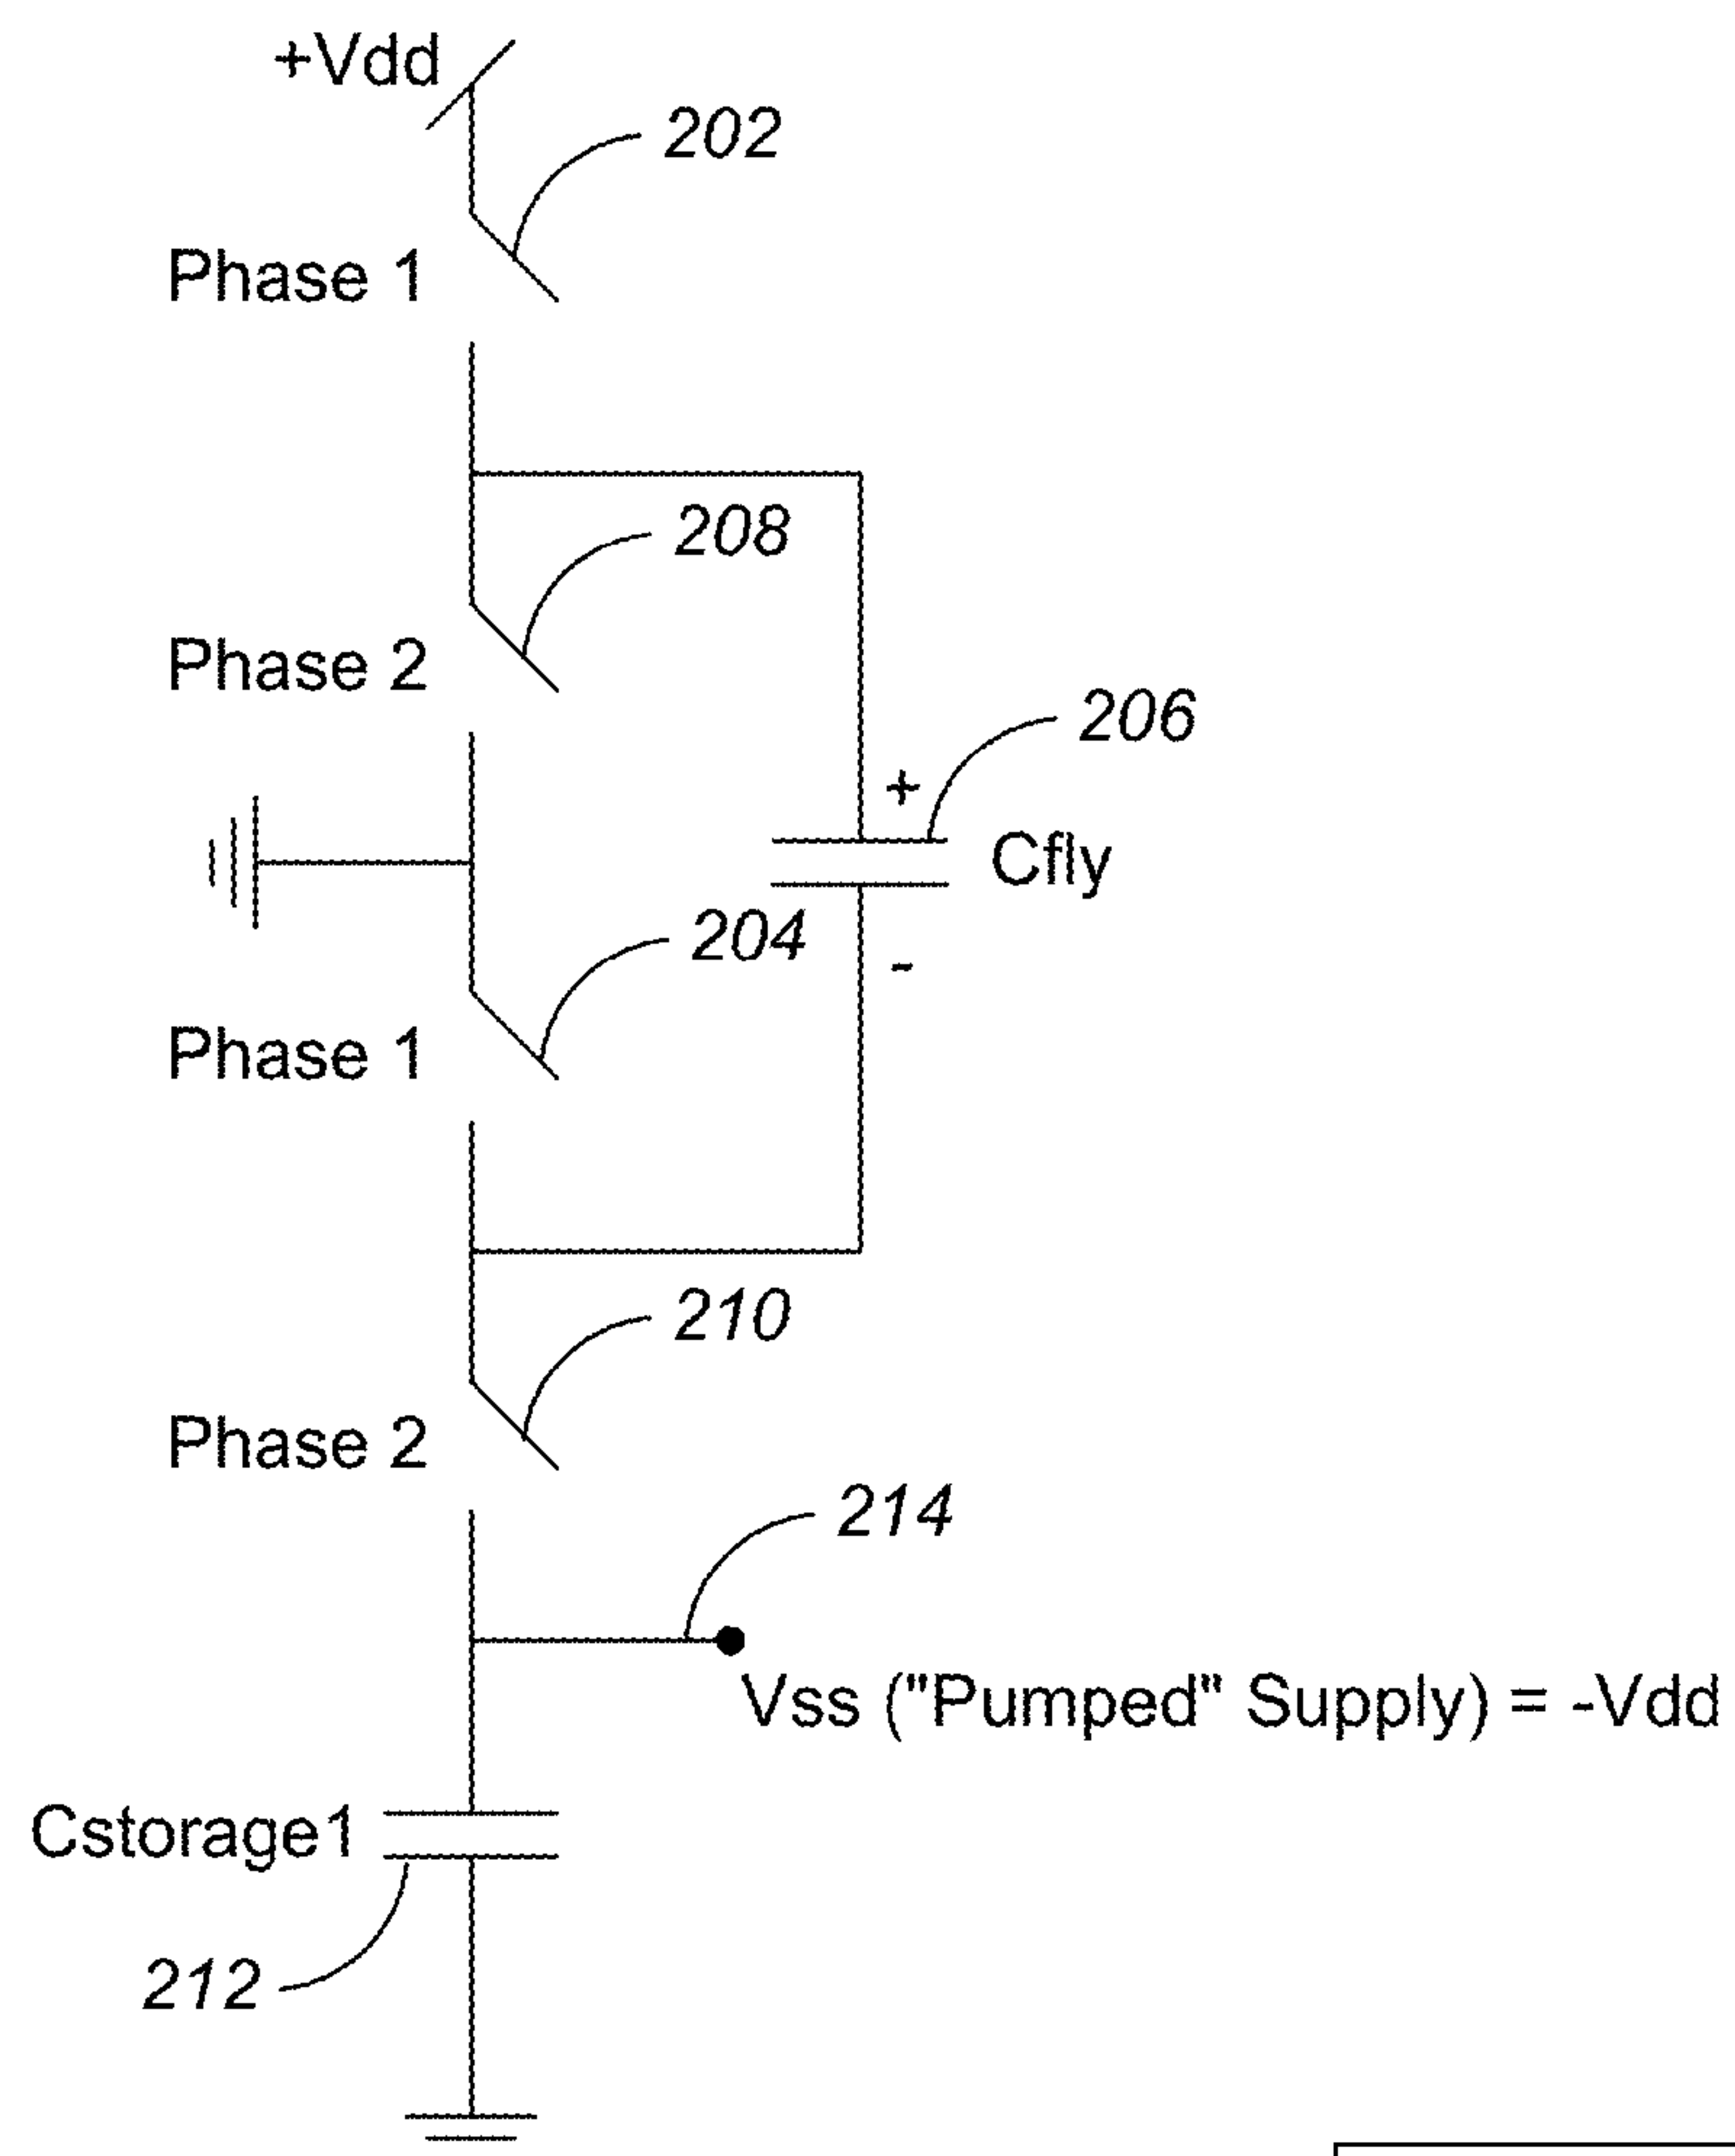 +Vdd
202
Phase 1
208
Phase 2
206
+
Cfly
204
-
Phase 1
210
Phase 2
214
Vss ("Pumped" Supply) = -Vdd
Cstorage1
212